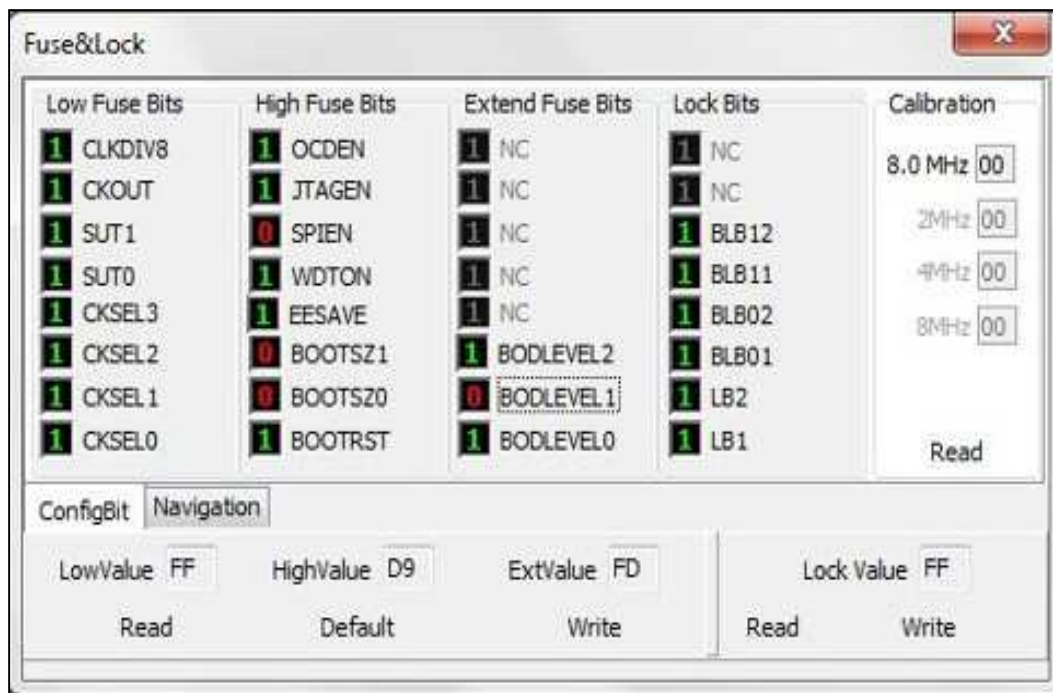 Fuse&Lock
X
Low Fuse Bits High Fuse Bits Extend Fuse Bits Lock Bits Calibration
1 CLKDIV8 1 OCDEN 1 NC 1 NC 8.0 MHz 00
1 CKOUT 1 JTAGEN 1 NC 1 NC 2MHz 00
1 SUT1 0 SPIEN 1 NC 1 BLB12 4MHz 00
1 SUT0 1 WDTON 1 NC 1 BLB11 8MHz 00
1 CKSEL3 1 EESAVE 1 NC 1 BLB02
1 CKSEL2 0 BOOTSZ1 1 BODLEVEL2 1 BLB01
1 CKSEL1 0 BOOTSZ0 0 BODLEVEL1 1 LB2
1 CKSEL0 1 BOOTRST 1 BODLEVEL0 1 LB1 Read
ConfigBit Navigation
LowValue FF HighValue D9 ExtValue FD Lock Value FF
Read Default Write Read Write